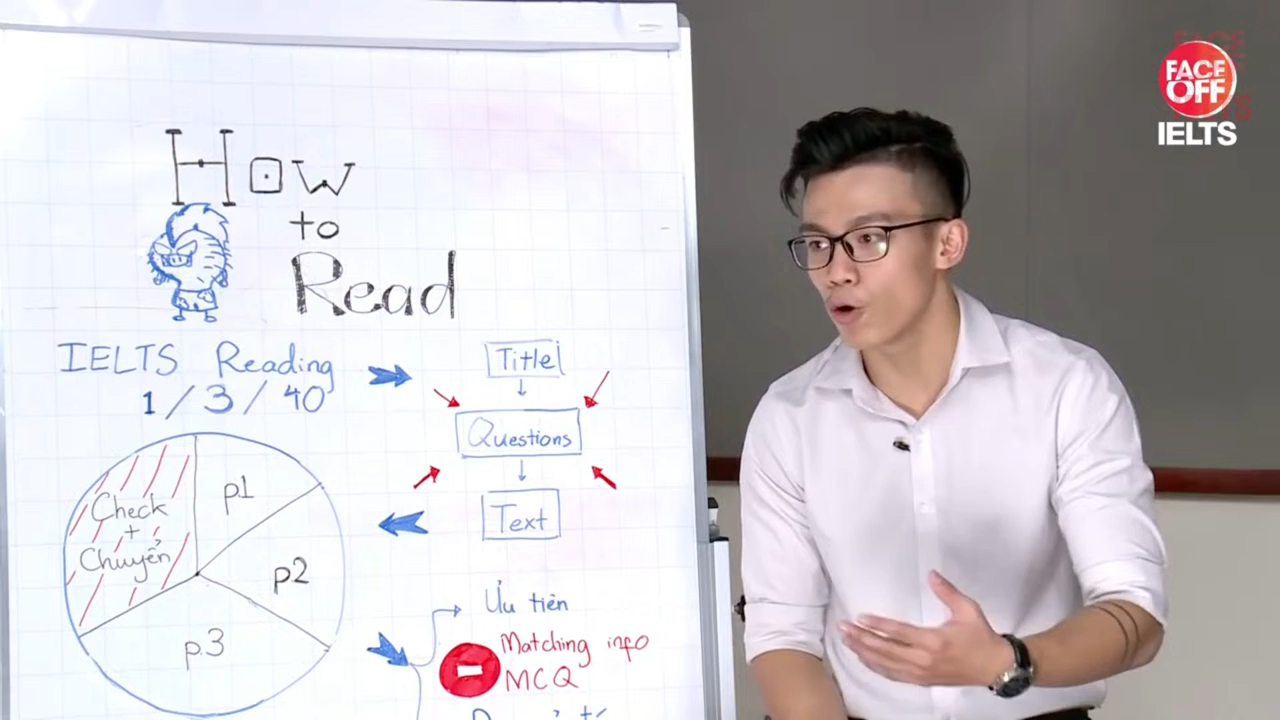 How
to
Read
IELTS Reading
1 / 3 / 40
Check
+
Chuyển
p1
p2
p.3
Title
Questions
Text
Ưu tiên
Matching info
MCQ
FACE
OFF
IELTS